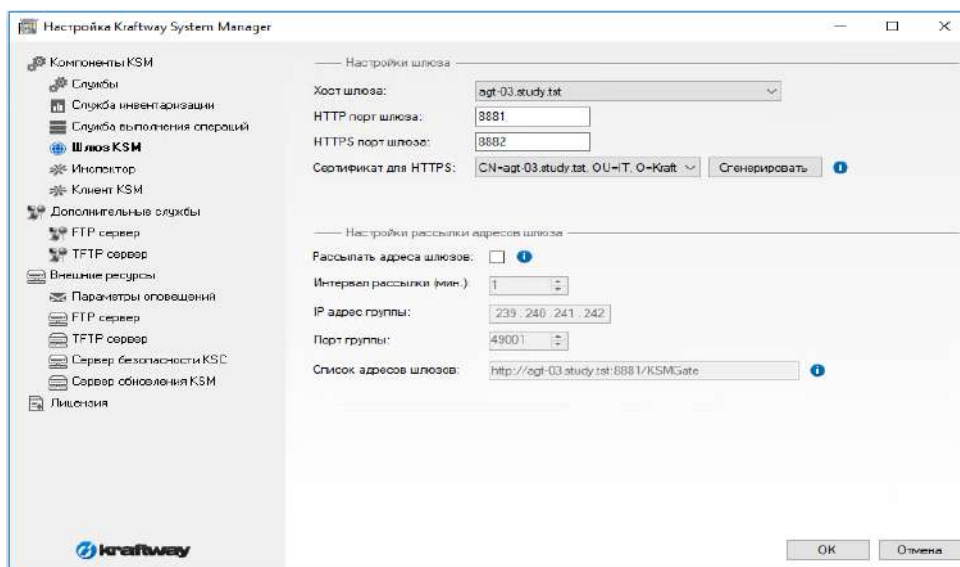 Настройка Kraftway System Manager
Компоненты KSM
Службы
Служба инвентаризации
Служба выполнения операций
Шлюз KSM
Инспектор
Клиент KSM
Дополнительные службы
FTP сервер
TFTP сервер
Внешние ресурсы
Параметры оповещений
FTP сервер
TFTP сервер
Сервер безопасности KSC
Сервер обновления KSM
Лицензия
kraftway
Настройки шлюза
Хост шлюза: agt-03.study.tst
HTTP порт шлюза: 8881
HTTPS порт шлюза: 8882
Сертификат для HTTPS: CN=agt-03.study.tst, OU=IT, O=Kraft Сгенерировать
Настройки рассылки адресов шлюза
Рассылать адреса шлюзов:
Интервал рассылки (мин.) 1
IP адрес группы: 239 . 240 . 241 . 242
Порт группы: 49001
Список адресов шлюзов: http://agt-03.study.tst:8881/KSMGate
OK Отмена